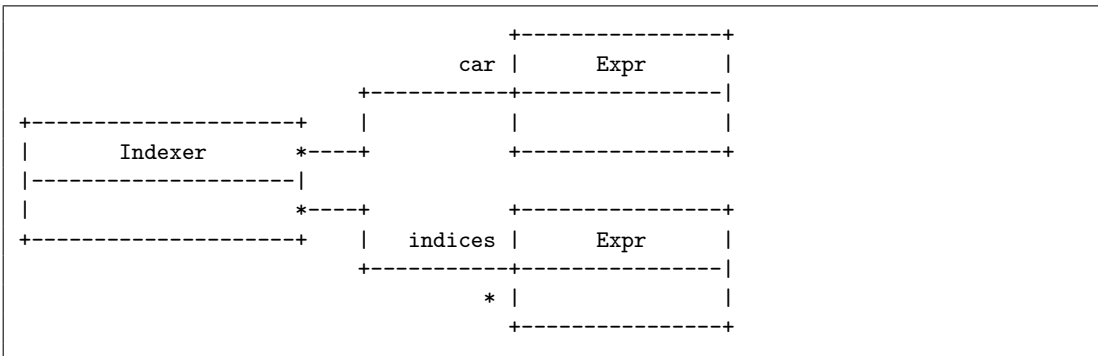 +----------------+
                                   car |      Expr      |
                           +-----------+----------------|
+---------------------+    |           |                |
|       Indexer       *----+           +----------------+
|---------------------|
|                     *----+           +----------------+
+---------------------+    |   indices |      Expr      |
                           +-----------+----------------|
                                     * |                |
                                       +----------------+